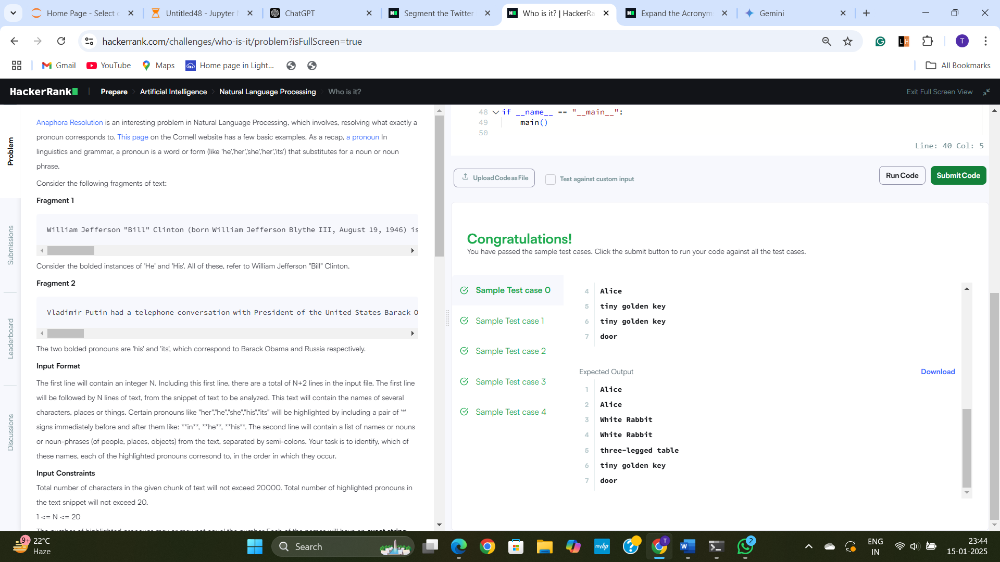 Home Page - Select
Untitled48 - Jupyter
ChatGPT
Segment the Twitter
Who is it? | HackerRa
Expand the Acronym
Gemini
hackerrank.com/challenges/who-is-it/problem?isFullScreen=true
T
Gmail
YouTube
Maps
Home page in Light...
All Bookmarks
HackerRank
Prepare
Artificial Intelligence
Natural Language Processing
Who is it?
Exit Full Screen View
Problem
Submissions
Leaderboard
Discussions
Anaphora Resolution is an interesting problem in Natural Language Processing, which involves, resolving what exactly a
pronoun corresponds to. This page on the Cornell website has a few basic examples. As a recap, a pronoun In
linguistics and grammar, a pronoun is a word or form (like 'he','her','she','her','its') that substitutes for a noun or noun
phrase.
Consider the following fragments of text:
Fragment 1
William Jefferson "Bill" Clinton (born William Jefferson Blythe III, August 19, 1946) is
Consider the bolded instances of 'He' and 'His'. All of these, refer to William Jefferson "Bill" Clinton.
Fragment 2
Vladimir Putin had a telephone conversation with President of the United States Barack O
The two bolded pronouns are 'his' and 'its', which correspond to Barack Obama and Russia respectively.
Input Format
The first line will contain an integer N. Including this first line, there are a total of N+2 lines in the input file. The first line
will be followed by N lines of text, from the snippet of text to be analyzed. This text will contain the names of several
characters, places or things. Certain pronouns like "her","he","she","his","its" will be highlighted by including a pair of '*'
signs immediately before and after them like: **in**, **he**, **his**. The second line will contain a list of names or nouns
or noun-phrases (of people, places, objects) from the text, separated by semi-colons. Your task is to identify, which of
these names, each of the highlighted pronouns corresond to, in the order in which they occur.
Input Constraints
Total number of characters in the given chunk of text will not exceed 20000. Total number of highlighted pronouns in
the text snippet will not exceed 20.
1 <= N <= 20
48 if __name__ == "__main__":
49 main()
50
Line: 40 Col: 5
Upload Code as File
Test against custom input
Run Code
Submit Code
Congratulations!
You have passed the sample test cases. Click the submit button to run your code against all the test cases.
Sample Test case 0
Sample Test case 1
Sample Test case 2
Sample Test case 3
Sample Test case 4
4 Alice
5 tiny golden key
6 tiny golden key
7 door
Expected Output
Download
1 Alice
2 Alice
3 White Rabbit
4 White Rabbit
5 three-legged table
6 tiny golden key
7 door
9+
22°C
Haze
Search
myhp
T
W
2
ENG
IN
23:44
15-01-2025